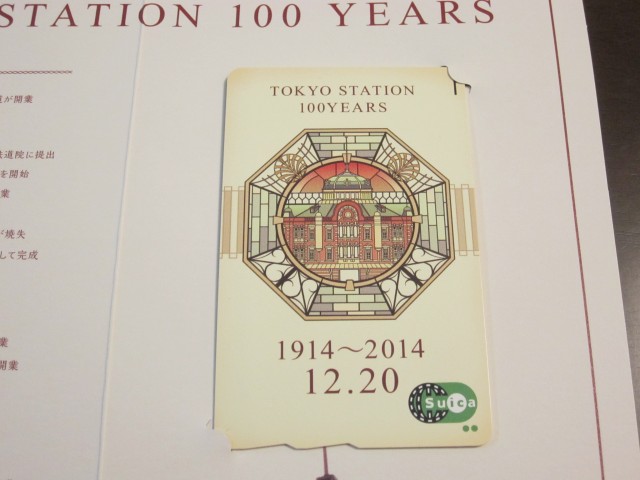 STATION 100 YEARS
が開業
道院に提出
を開始
業
が焼失
して完成
業
開業
TOKYO STATION
100YEARS
1914～2014
12.20
Suica